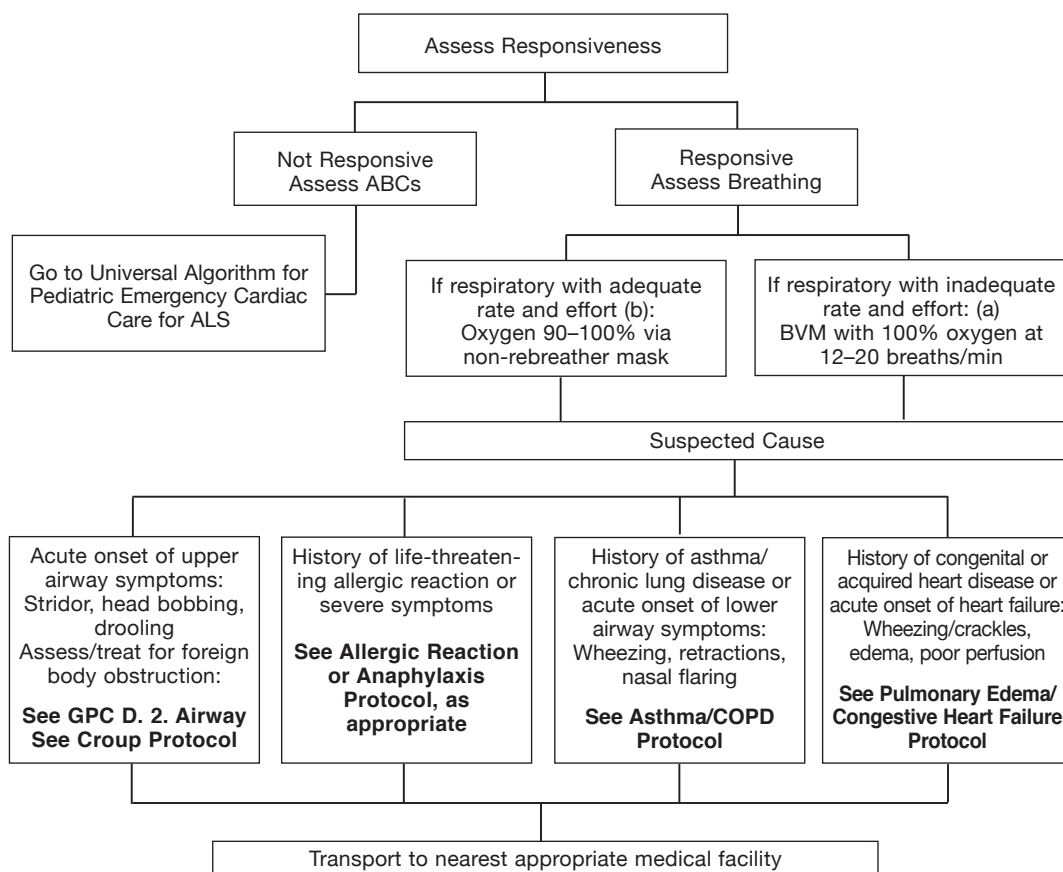 Assess Responsiveness
Not Responsive
Assess ABCs
Responsive
Assess Breathing
Go to Universal Algorithm for
Pediatric Emergency Cardiac
Care for ALS
If respiratory with adequate
rate and effort (b):
Oxygen 90–100% via
non-rebreather mask
If respiratory with inadequate
rate and effort: (a)
BVM with 100% oxygen at
12–20 breaths/min
Suspected Cause
Acute onset of upper
airway symptoms:
Stridor, head bobbing,
drooling
Assess/treat for foreign
body obstruction:
See GPC D. 2. Airway
See Croup Protocol
History of life-threaten-
ing allergic reaction or
severe symptoms
See Allergic Reaction
or Anaphylaxis
Protocol, as
appropriate
History of asthma/
chronic lung disease or
acute onset of lower
airway symptoms:
Wheezing, retractions,
nasal flaring
See Asthma/COPD
Protocol
History of congenital or
acquired heart disease or
acute onset of heart failure:
Wheezing/crackles,
edema, poor perfusion
See Pulmonary Edema/
Congestive Heart Failure
Protocol
Transport to nearest appropriate medical facility